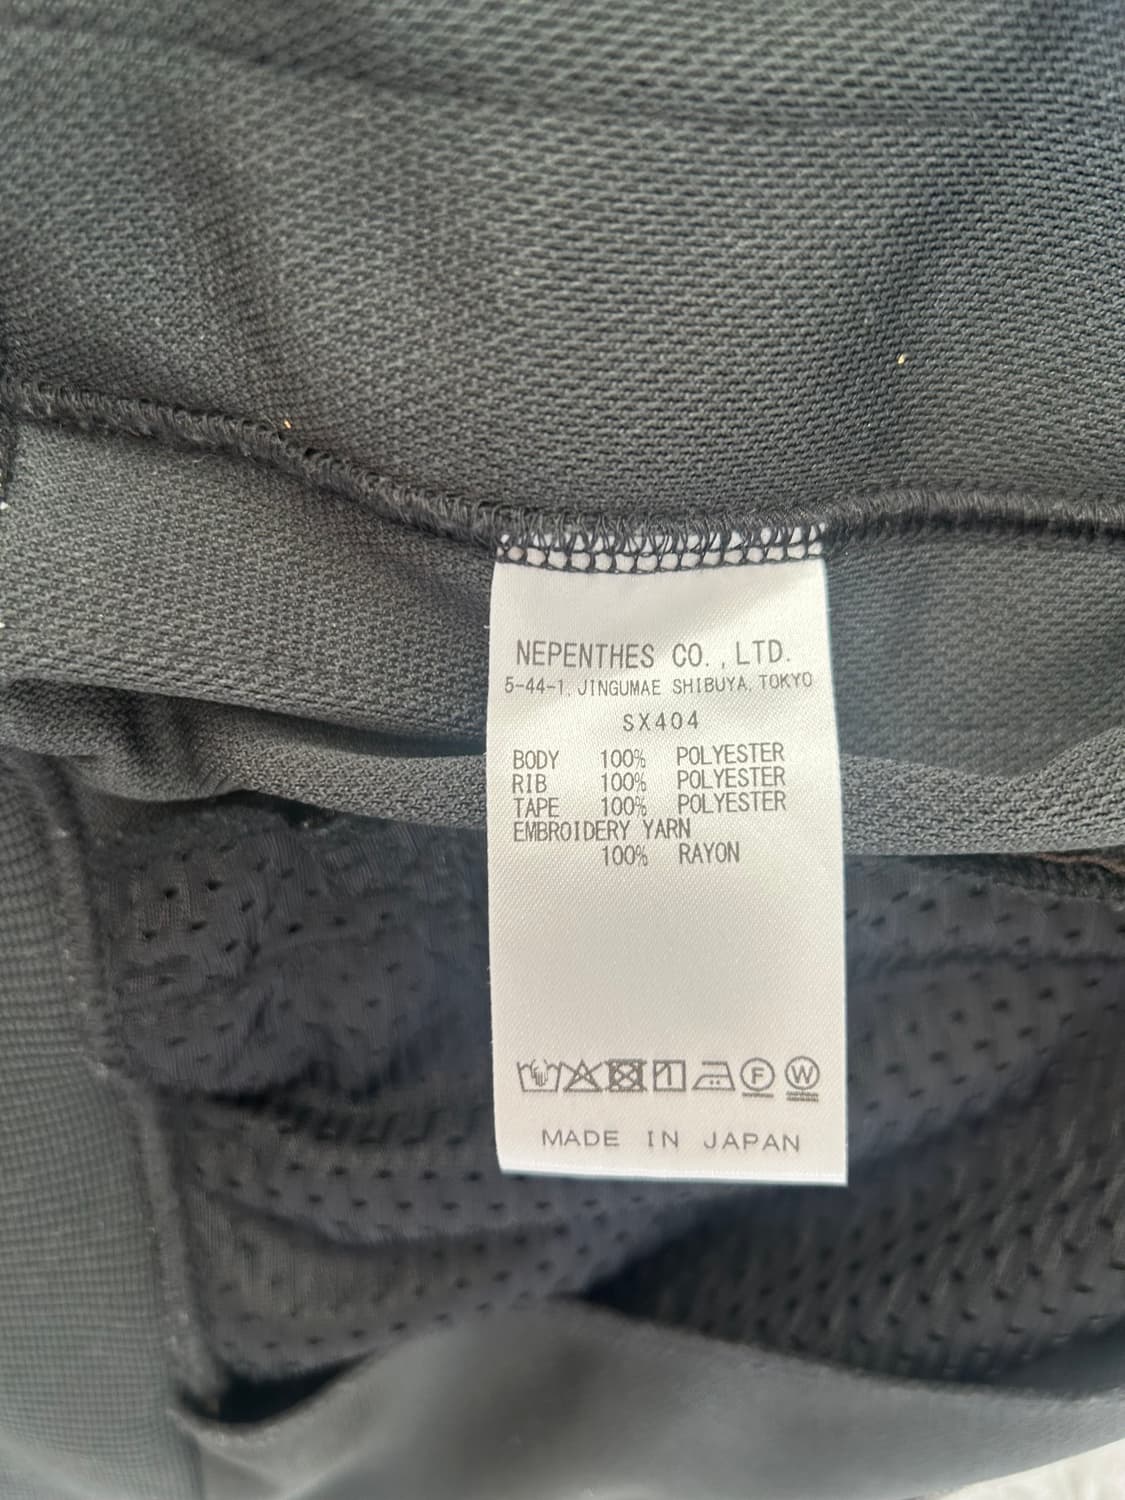 NEPENTHES CO., LTD.
5-44-1, JINGUMAE SHIBUYA, TOKYO
SX404
BODY 100% POLYESTER
RIB 100% POLYESTER
TAPE 100% POLYESTER
EMBROIDERY YARN
100% RAYON
F W
MADE IN JAPAN